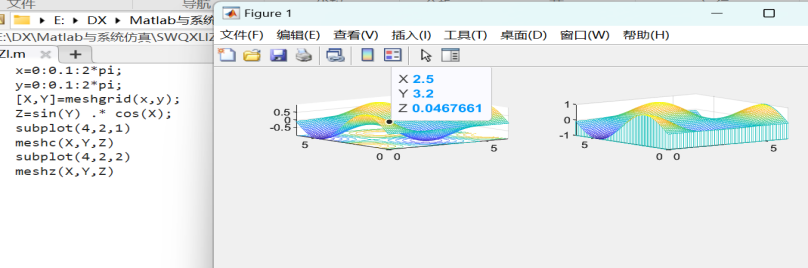 文件
导航
E: DX Matlab与系统仿真
E:\DX\Matlab与系统仿真\SWQXLIZ
ZI.m
x=0:0.1:2*pi;
y=0:0.1:2*pi;
[X,Y]=meshgrid(x,y);
Z=sin(Y) .* cos(X);
subplot(4,2,1)
meshc(X,Y,Z)
subplot(4,2,2)
meshz(X,Y,Z)
Figure 1
文件(F) 编辑(E) 查看(V) 插入(I) 工具(T) 桌面(D) 窗口(W) 帮助(H)
X 2.5
Y 3.2
Z 0.0467661
0.5
0
-0.5
5
0 0
5
1
0
-1
5
0 0
5